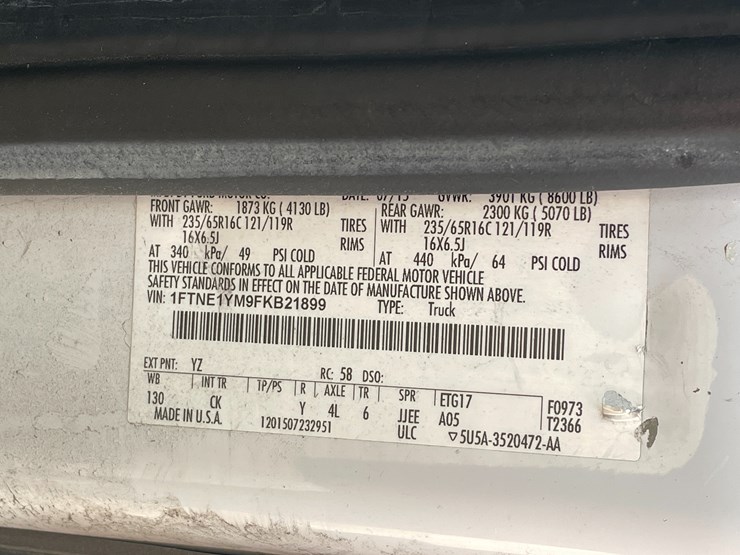 MOTOR CO. DATE: 07/15 GVWR: 3901 KG ( 8600 LB)
FRONT GAWR: 1873 KG ( 4130 LB) REAR GAWR: 2300 KG ( 5070 LB)
WITH 235/65R16C 121/119R TIRES WITH 235/65R16C 121/119R TIRES
16X6.5J RIMS 16X6.5J RIMS
AT 340 kPa/ 49 PSI COLD AT 440 kPa/ 64 PSI COLD
THIS VEHICLE CONFORMS TO ALL APPLICABLE FEDERAL MOTOR VEHICLE
SAFETY STANDARDS IN EFFECT ON THE DATE OF MANUFACTURE SHOWN ABOVE.
VIN: 1FTNE1YM9FKB21899 TYPE: Truck
EXT PNT: YZ RC: 58 DSO:
WB INT TR TP/PS R AXLE TR SPR ETG17 F0973
130 CK Y 4L 6 JJEE A05 T2366
MADE IN U.S.A. 1201507232951 ULC ▽5U5A-3520472-AA